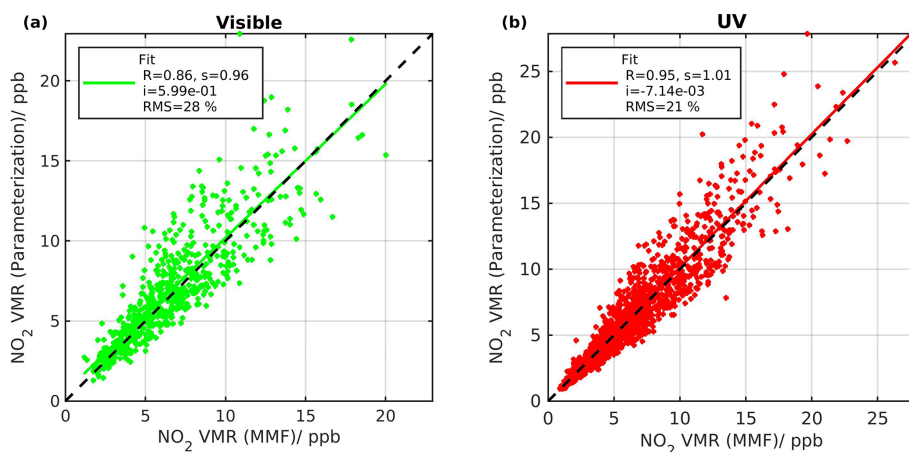 (a)
Visible
Fit
R=0.86, s=0.96
i=5.99e-01
RMS=28 %
20
15
10
5
0
NO2 VMR (Parameterization)/ ppb
0 5 10 15 20
NO2 VMR (MMF)/ ppb
(b)
UV
Fit
R=0.95, s=1.01
i=-7.14e-03
RMS=21 %
25
20
15
10
5
0
NO2 VMR (Parameterization)/ ppb
0 5 10 15 20 25
NO2 VMR (MMF)/ ppb